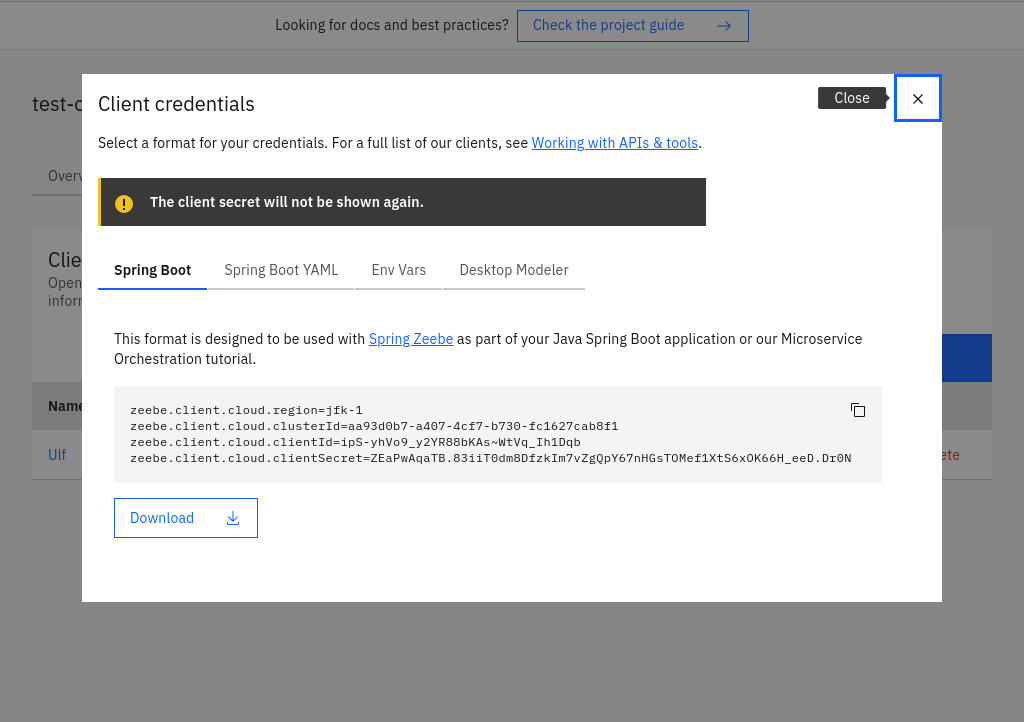 Looking for docs and best practices?
Check the project guide
test-c
Client credentials
Close
Select a format for your credentials. For a full list of our clients, see Working with APIs & tools.
Overv
The client secret will not be shown again.
Clie
Open
inforr
Spring Boot
Spring Boot YAML
Env Vars
Desktop Modeler
This format is designed to be used with Spring Zeebe as part of your Java Spring Boot application or our Microservice
Orchestration tutorial.
Name
zeebe.client.cloud.region=jfk-1
zeebe.client.cloud.clusterId=aa93d0b7-a407-4cf7-b730-fc1627cab8f1
zeebe.client.cloud.clientId=ipS-yhVo9_y2YR88bKAs~WtVq_Ih1Dqb
zeebe.client.cloud.clientSecret=ZEaPwAqaTB.83iiT0dm8DfzkIm7vZgQpY67nHGsTOMef1XtS6xOK66H_eeD.Dr0N
Ulf
ete
Download